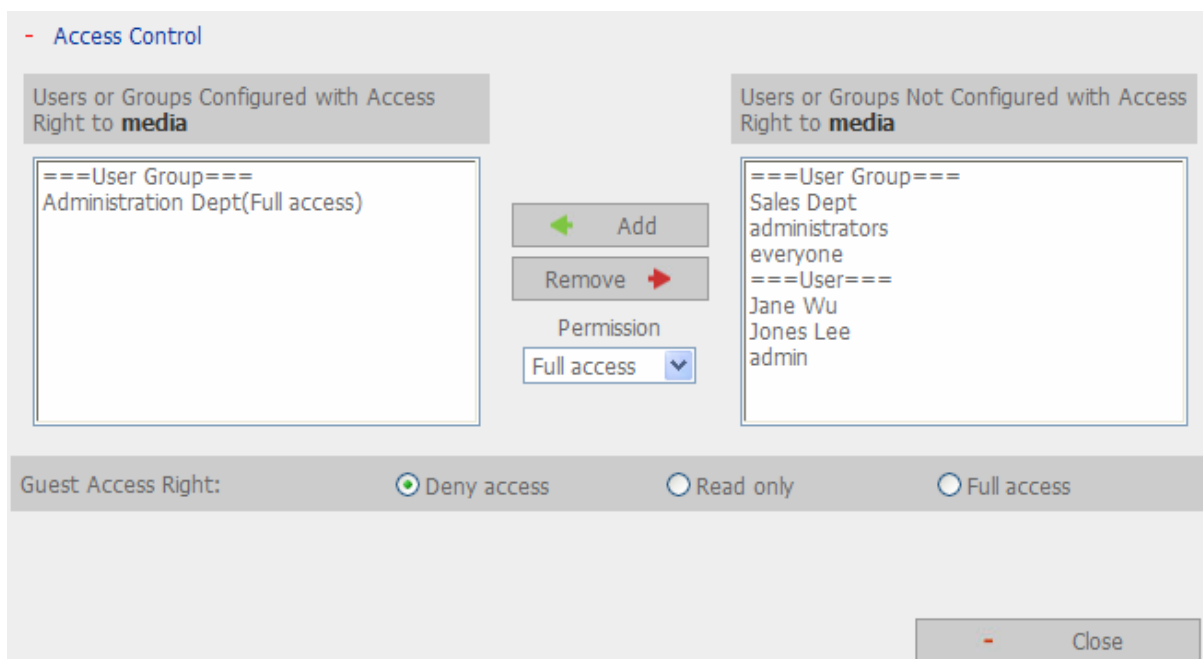 - Access Control
Users or Groups Configured with Access
Right to media
===User Group===
Administration Dept(Full access)
Add
Remove
Permission
Full access
Users or Groups Not Configured with Access
Right to media
===User Group===
Sales Dept
administrators
everyone
===User===
Jane Wu
Jones Lee
admin
Guest Access Right: Deny access Read only Full access
- Close